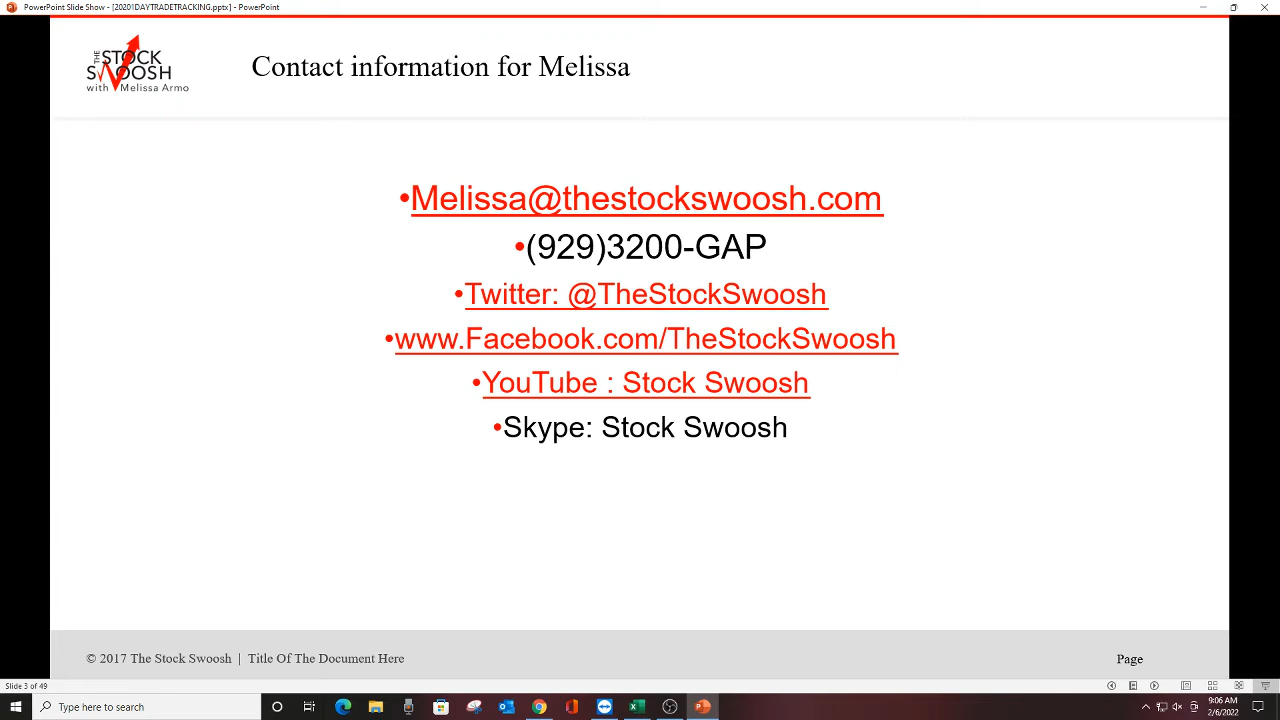 PowerPoint Slide Show - [20201DAYTRADETRACKING.pptx] - PowerPoint
THE STOCK
SWOOSH
with Melissa Armo
Contact information for Melissa
•Melissa@thestockswoosh.com
•(929)3200-GAP
•Twitter: @TheStockSwoosh
•www.Facebook.com/TheStockSwoosh
•YouTube : Stock Swoosh
•Skype: Stock Swoosh
© 2017 The Stock Swoosh | Title Of The Document Here
Page
Slide 3 of 49
Type here to search
9:06 AM
2/6/2022